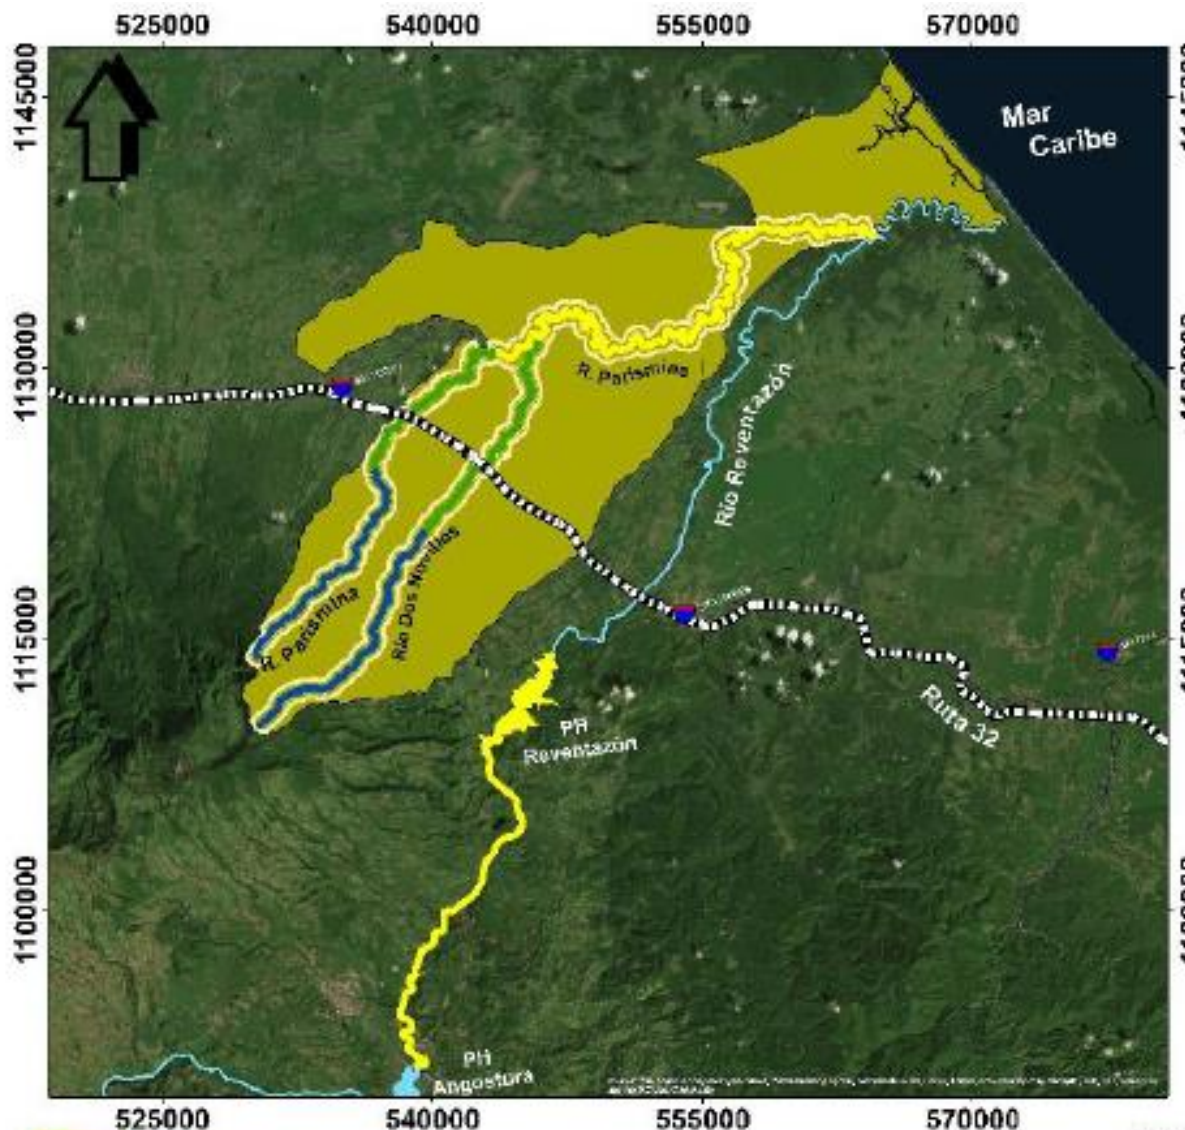 525000 540000 555000 570000
1145000
Mar
Caribe
1130000
R. Parismina
Río Reventazón
Río Dos Novillos
R. Parismina
1115000
PH
Reventazón
Ruta 32
1100000
PH
Angostura
525000 540000 555000 570000